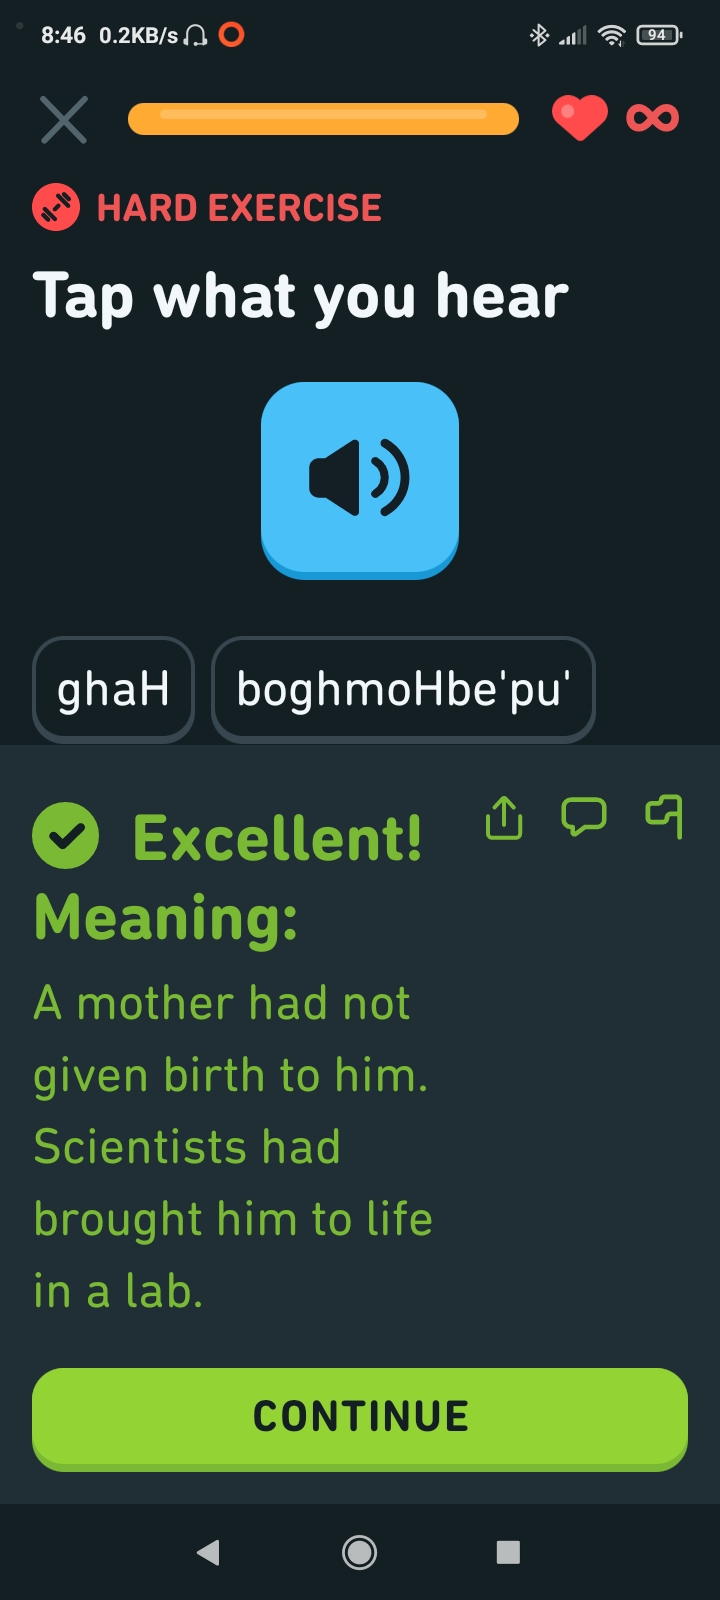 8:46 0.2KB/s 94
HARD EXERCISE
Tap what you hear
ghaH boghmoHbe'pu'
Excellent!
Meaning:
A mother had not
given birth to him.
Scientists had
brought him to life
in a lab.
CONTINUE